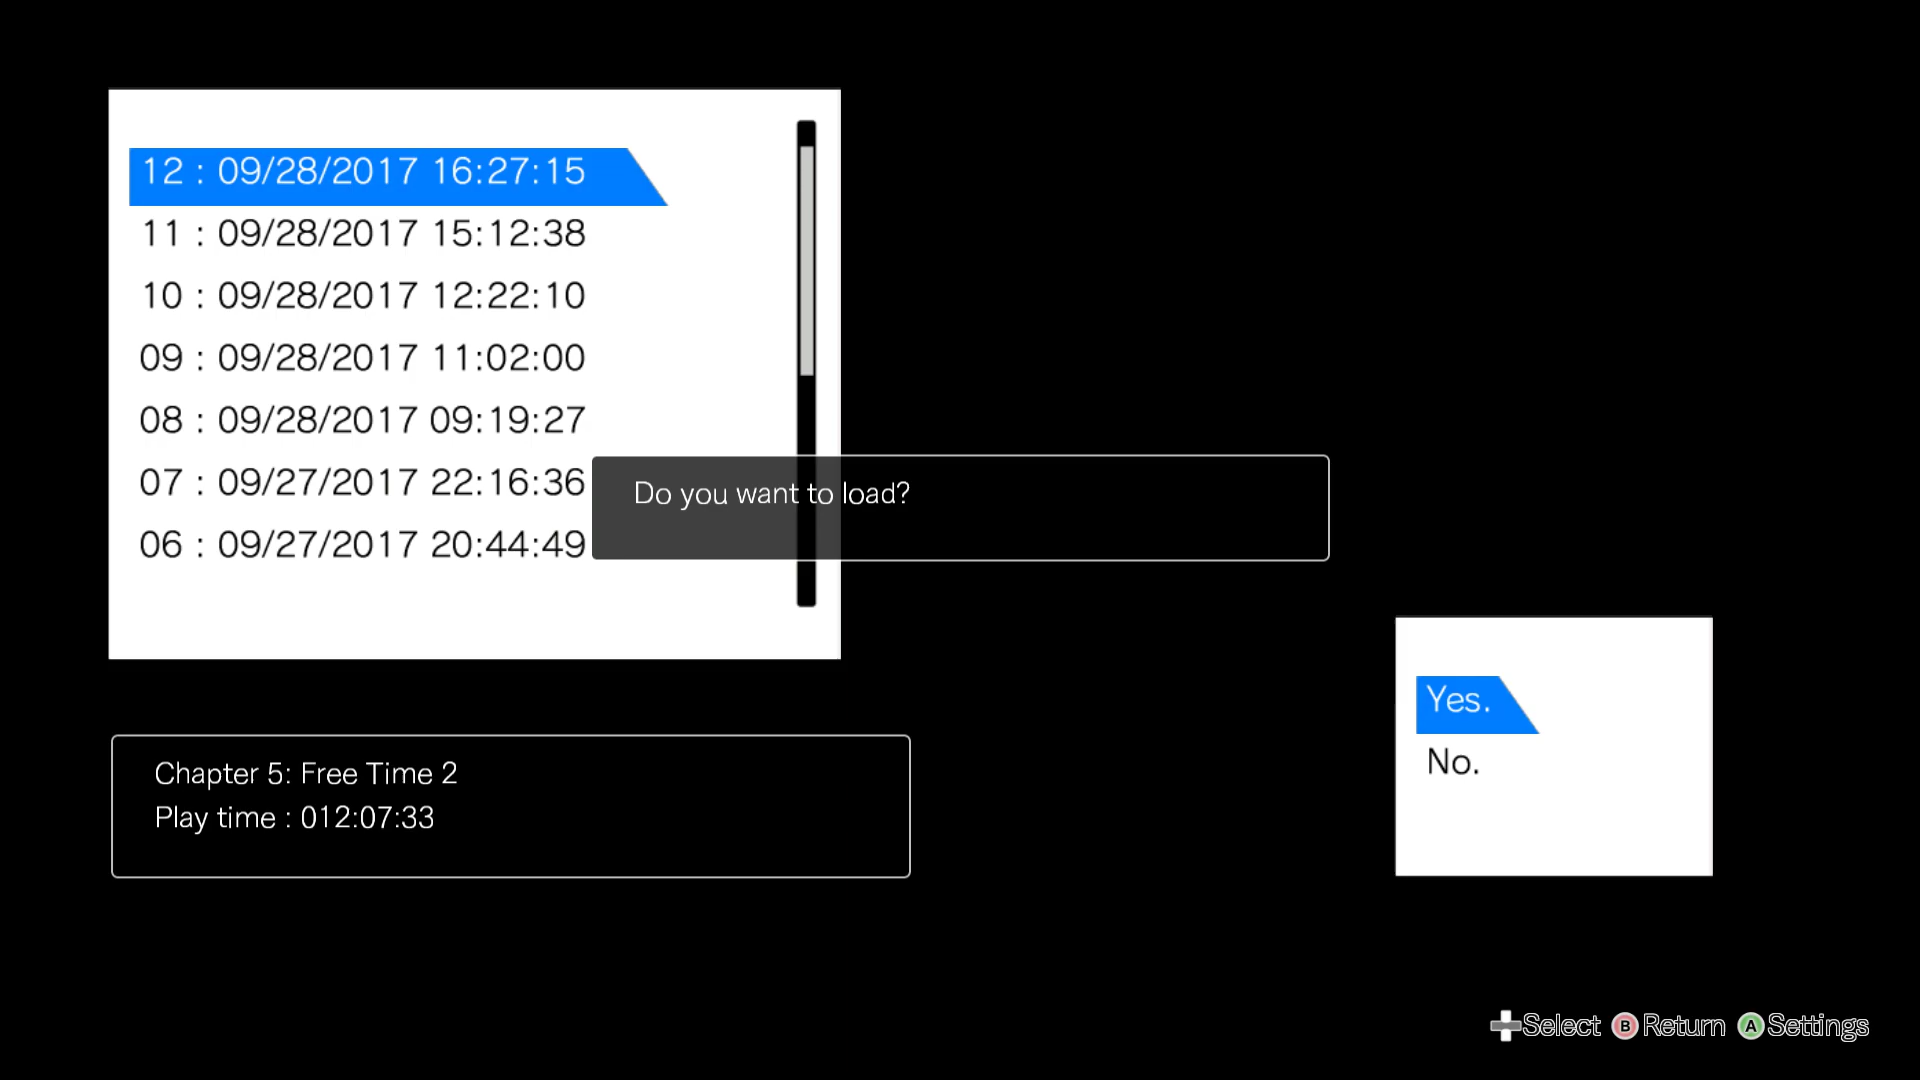 12 : 09/28/2017 16:27:15
11 : 09/28/2017 15:12:38
10 : 09/28/2017 12:22:10
09 : 09/28/2017 11:02:00
08 : 09/28/2017 09:19:27
07 : 09/27/2017 22:16:36
06 : 09/27/2017 20:44:49
Do you want to load?
Yes.
No.
Chapter 5: Free Time 2
Play time : 012:07:33
Select B Return A Settings